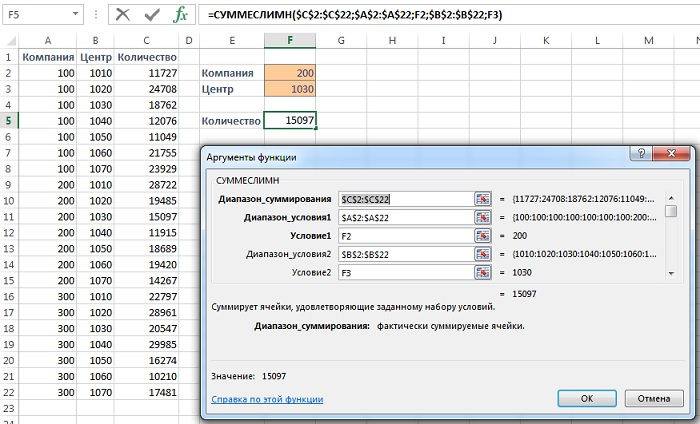 F5 fx =СУММЕСЛИМН($C$2:$C$22;$A$2:$A$22;F2;$B$2:$B$22;F3)
A B C D E F G H I J K L M N
1 Компания Центр Количество
2 100 1010 11727 Компания 200
3 100 1020 24708 Центр 1030
4 100 1030 18762
5 100 1040 12076 Количество 15097
6 100 1050 11049
7 100 1060 21755
8 100 1070 23929
9 200 1010 28722
10 200 1020 19485
11 200 1030 15097
12 200 1040 11915
13 200 1050 18689
14 200 1060 19420
15 200 1070 14267
16 300 1010 22797
17 300 1020 28961
18 300 1030 20547
19 300 1040 29985
20 300 1050 16274
21 300 1060 10210
22 300 1070 17481
23
24
Аргументы функции
СУММЕСЛИМН
Диапазон_суммирования $C$2:$C$22 = {11727:24708:18762:12076:11049:...
Диапазон_условия1 $A$2:$A$22 = {100:100:100:100:100:100:100:200:...
Условие1 F2 = 200
Диапазон_условия2 $B$2:$B$22 = {1010:1020:1030:1040:1050:1060:1...
Условие2 F3 = 1030
= 15097
Суммирует ячейки, удовлетворяющие заданному набору условий.
Диапазон_суммирования: фактически суммируемые ячейки.
Значение: 15097
Справка по этой функции
ОК Отмена